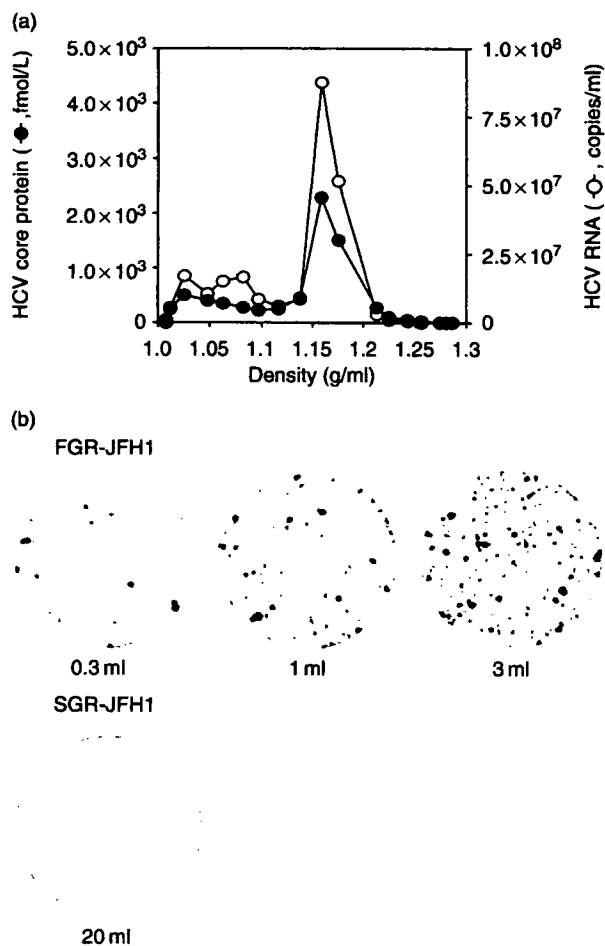 (a)
HCV core protein (-●-,fmol/L)
5.0×10³
4.0×10³
3.0×10³
2.0×10³
1.0×10³
0
1.0×10⁸
7.5×10⁷
5.0×10⁷
2.5×10⁷
0
HCV RNA (-○-, copies/ml)
1.0 1.05 1.1 1.15 1.2 1.25 1.3
Density (g/ml)
(b)
FGR-JFH1
0.3 ml 1 ml 3 ml
SGR-JFH1
20 ml